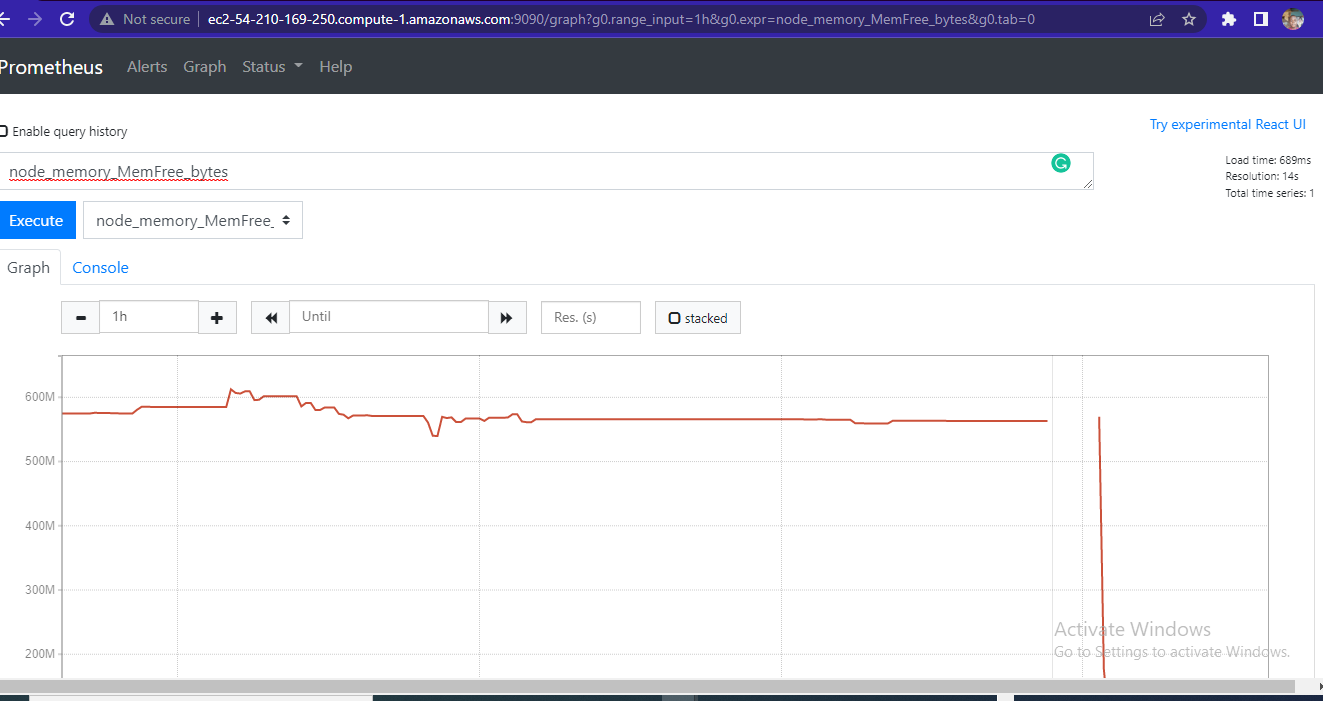 Not secure | ec2-54-210-169-250.compute-1.amazonaws.com:9090/graph?g0.range_input=1h&g0.expr=node_memory_MemFree_bytes&g0.tab=0
Prometheus Alerts Graph Status Help
Try experimental React UI
Enable query history
node_memory_MemFree_bytes
Load time: 689ms
Resolution: 14s
Total time series: 1
Execute node_memory_MemFree_
Graph Console
1h Until Res. (s) stacked
600M
500M
400M
300M
200M
Activate Windows
Go to Settings to activate Windows.